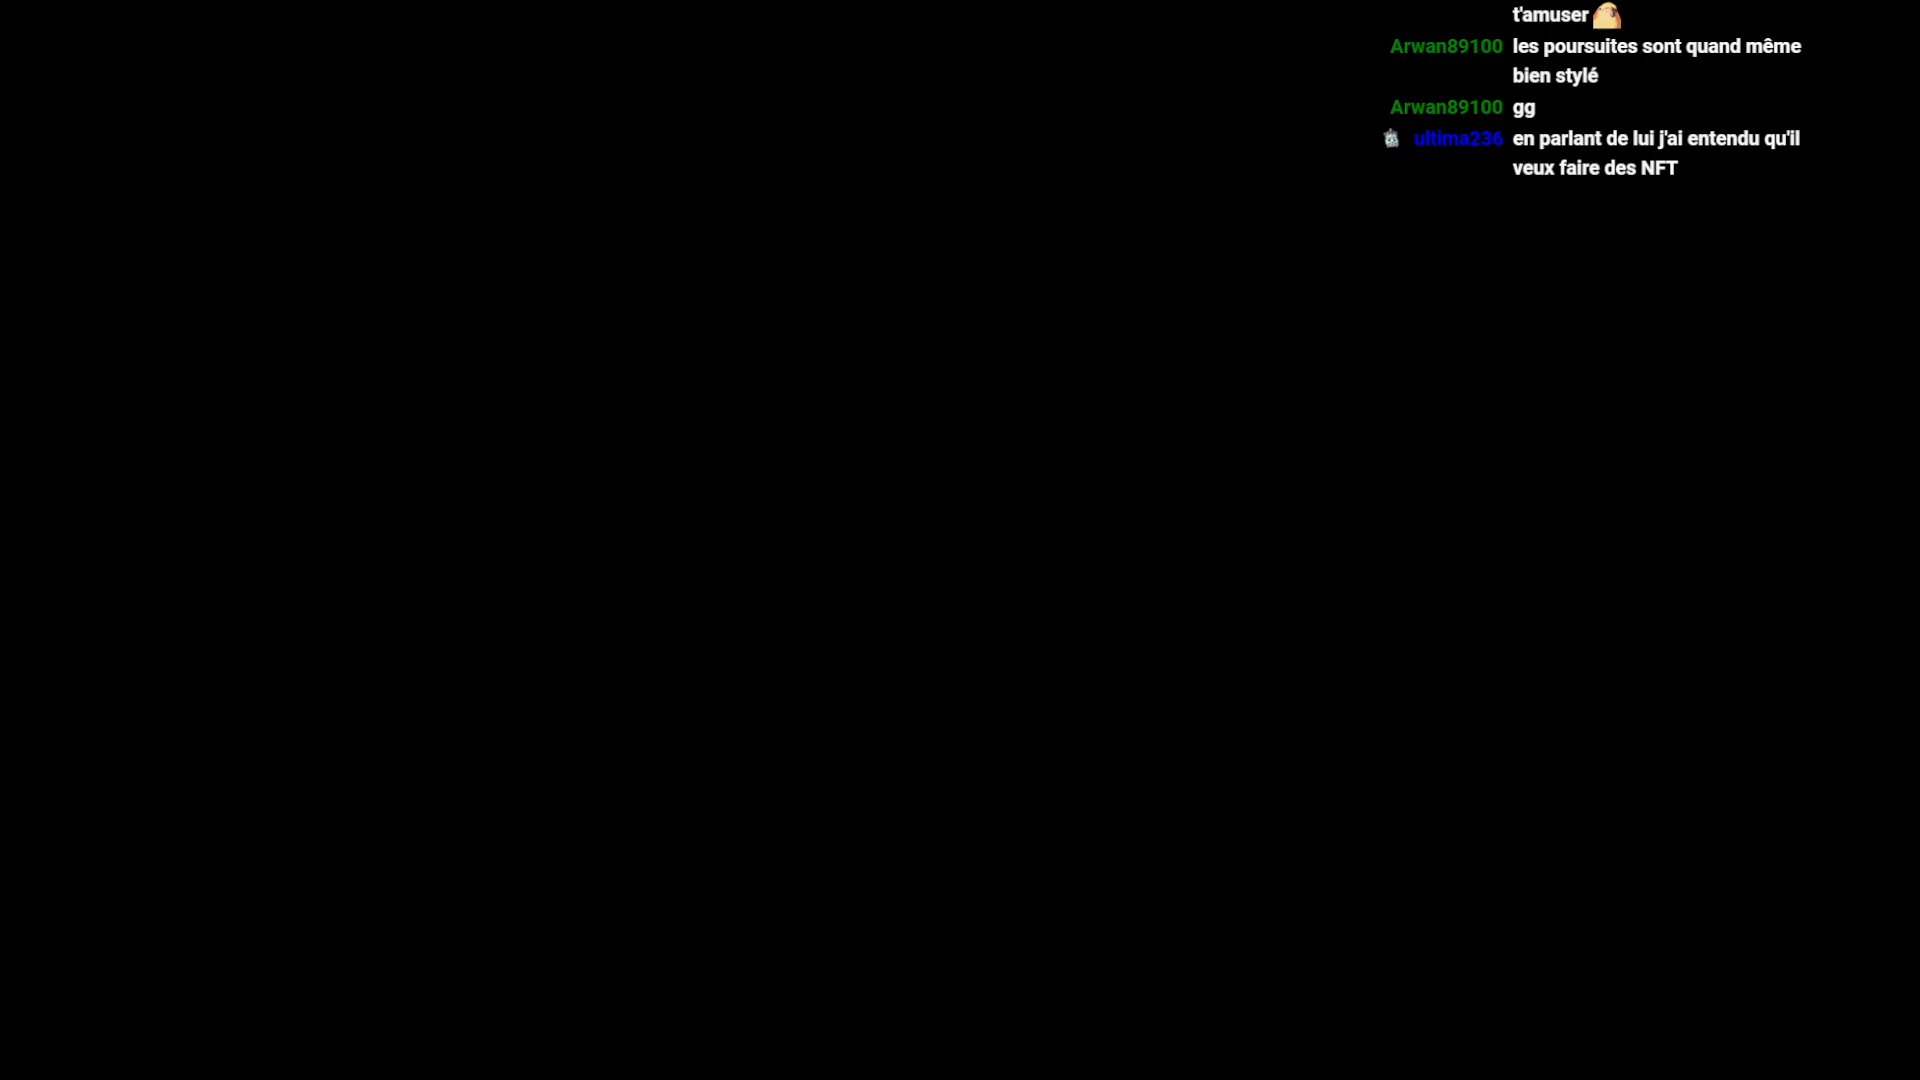 t'amuser
Arwan89100 les poursuites sont quand même
bien stylé
Arwan89100 gg
ultima236 en parlant de lui j'ai entendu qu'il
veux faire des NFT